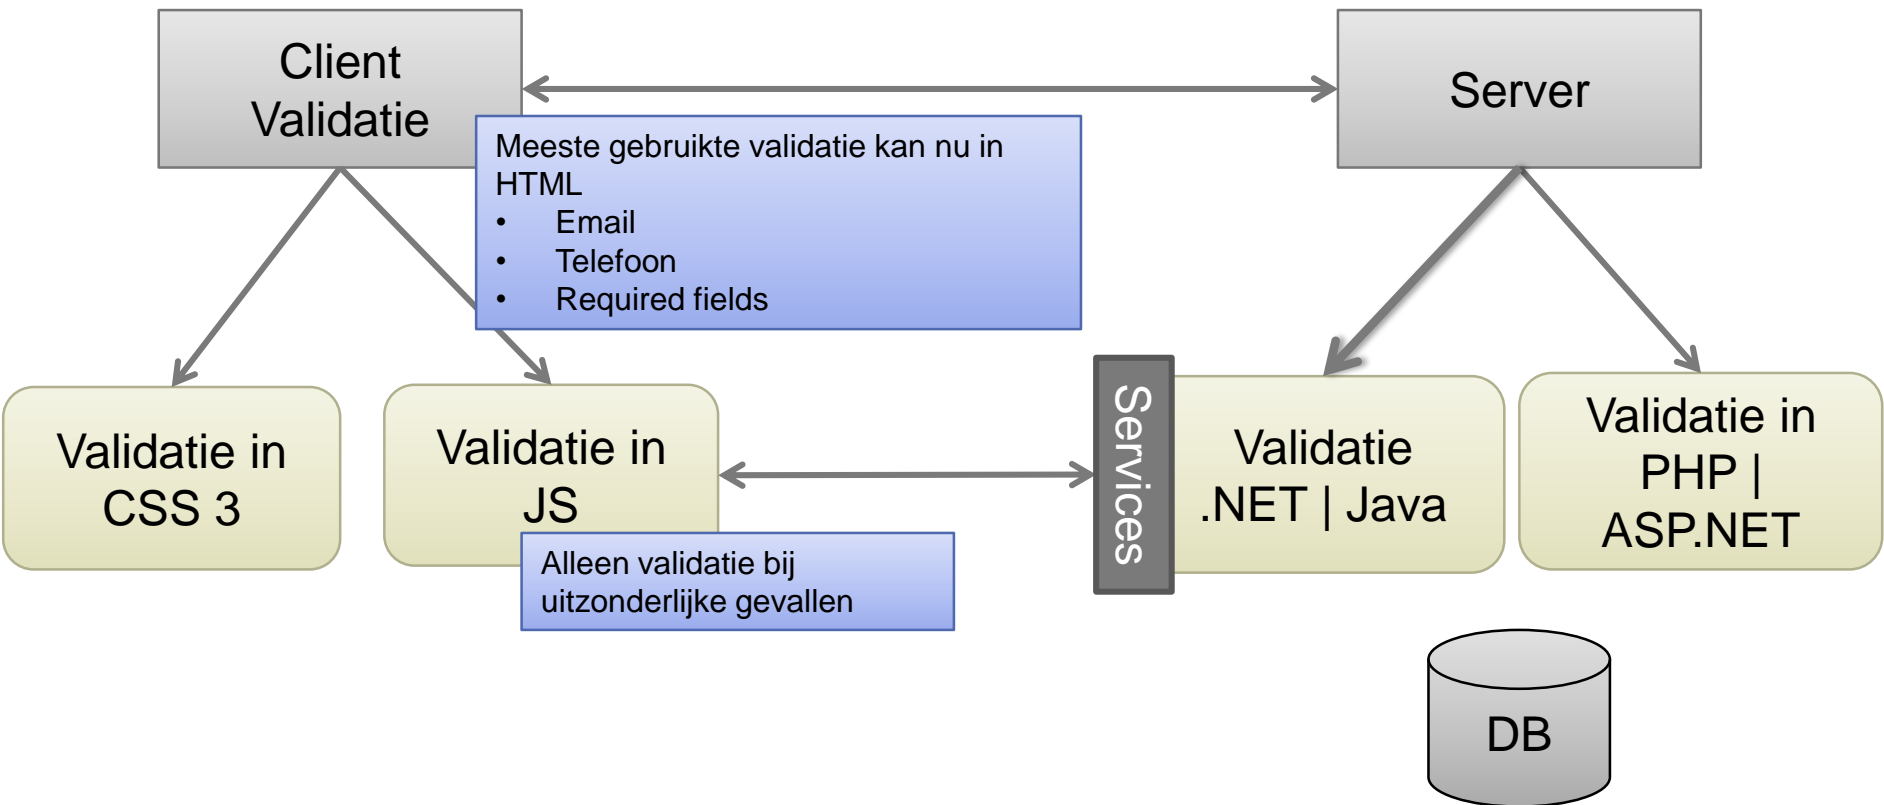 Client
Validatie
Server
Meeste gebruikte validatie kan nu in
HTML
• Email
• Telefoon
• Required fields
Validatie in
CSS 3
Validatie in
JS
Alleen validatie bij
uitzonderlijke gevallen
Services
Validatie
.NET | Java
Validatie in
PHP |
ASP.NET
DB